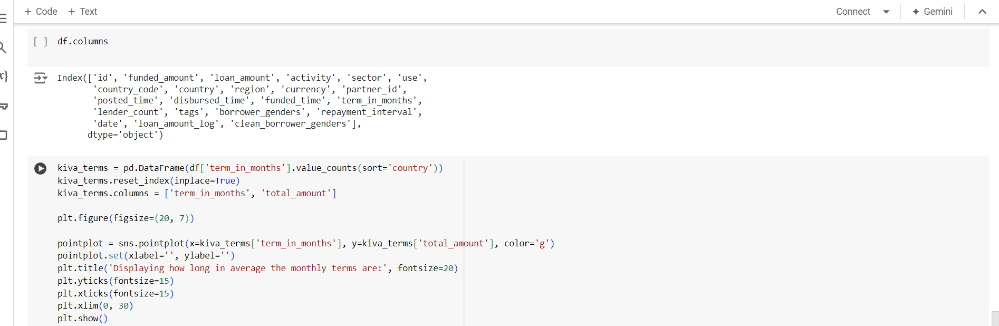 + Code + Text Connect Gemini
[ ] df.columns
Index(['id', 'funded_amount', 'loan_amount', 'activity', 'sector', 'use',
'country_code', 'country', 'region', 'currency', 'partner_id',
'posted_time', 'disbursed_time', 'funded_time', 'term_in_months',
'lender_count', 'tags', 'borrower_genders', 'repayment_interval',
'date', 'loan_amount_log', 'clean_borrower_genders'],
dtype='object')
kiva_terms = pd.DataFrame(df['term_in_months'].value_counts(sort='country'))
kiva_terms.reset_index(inplace=True)
kiva_terms.columns = ['term_in_months', 'total_amount']
plt.figure(figsize=(20, 7))
pointplot = sns.pointplot(x=kiva_terms['term_in_months'], y=kiva_terms['total_amount'], color='g')
pointplot.set(xlabel='', ylabel='')
plt.title('Displaying how long in average the monthly terms are:', fontsize=20)
plt.yticks(fontsize=15)
plt.xticks(fontsize=15)
plt.xlim(0, 30)
plt.show()